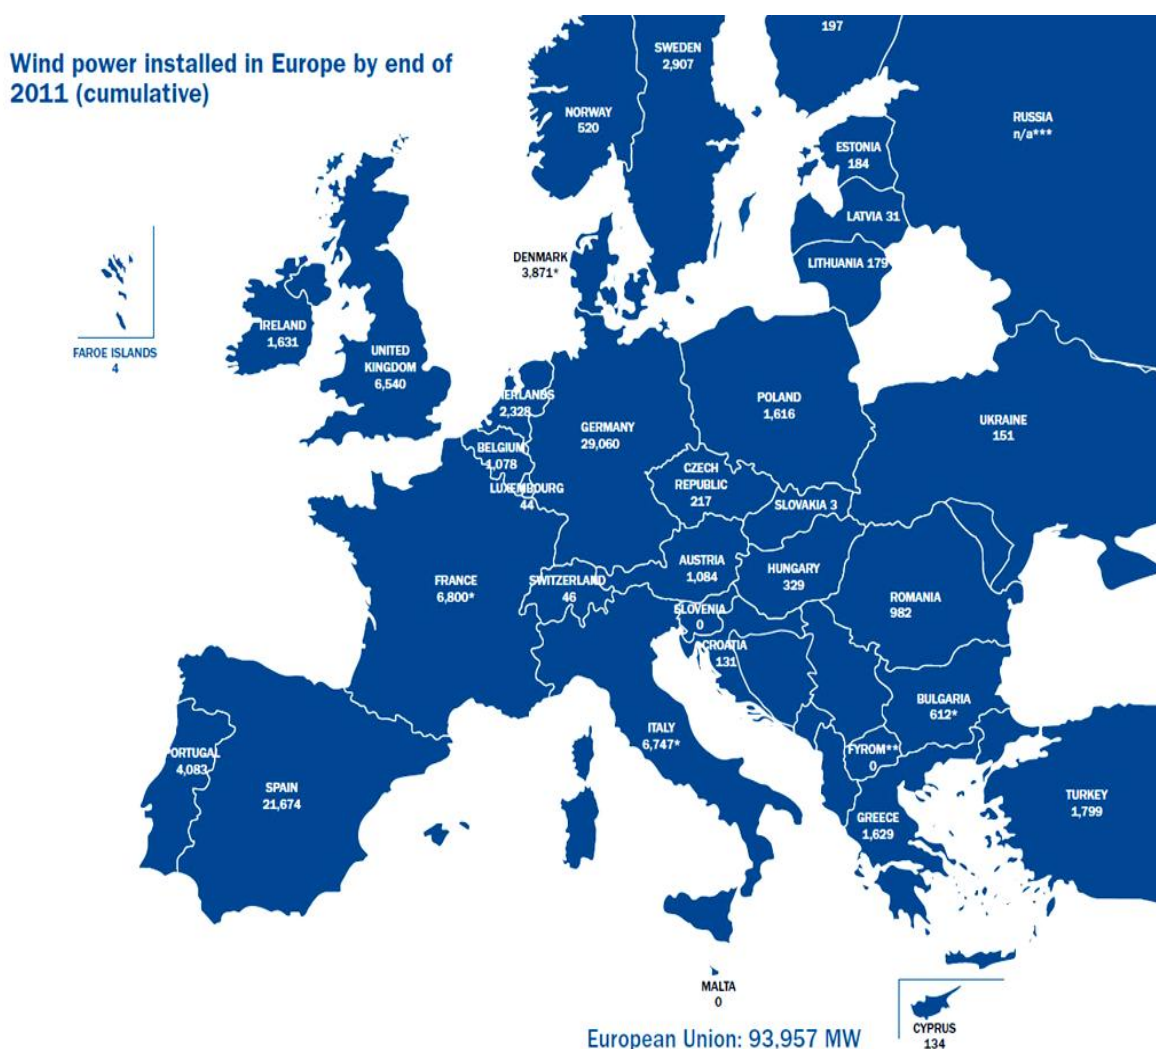 Wind power installed in Europe by end of
2011 (cumulative)
197
SWEDEN
2,907
NORWAY
520
RUSSIA
n/a***
ESTONIA
184
LATVIA 31
LITHUANIA 179
DENMARK
3,871*
FAROE ISLANDS
4
IRELAND
1,631
UNITED
KINGDOM
6,540
HERLANDS
2,328
BELGIUM
1,078
LUXEMBOURG
44
GERMANY
29,060
POLAND
1,616
UKRAINE
151
CZECH
REPUBLIC
217
SLOVAKIA 3
AUSTRIA
1,084
HUNGARY
329
FRANCE
6,800*
SWITZERLAND
46
SLOVENIA
0
CROATIA
131
ROMANIA
982
BULGARIA
612*
ITALY
6,747*
FYROM**
0
PORTUGAL
4,083
SPAIN
21,674
GREECE
1,629
TURKEY
1,799
MALTA
0
CYPRUS
134
European Union: 93,957 MW